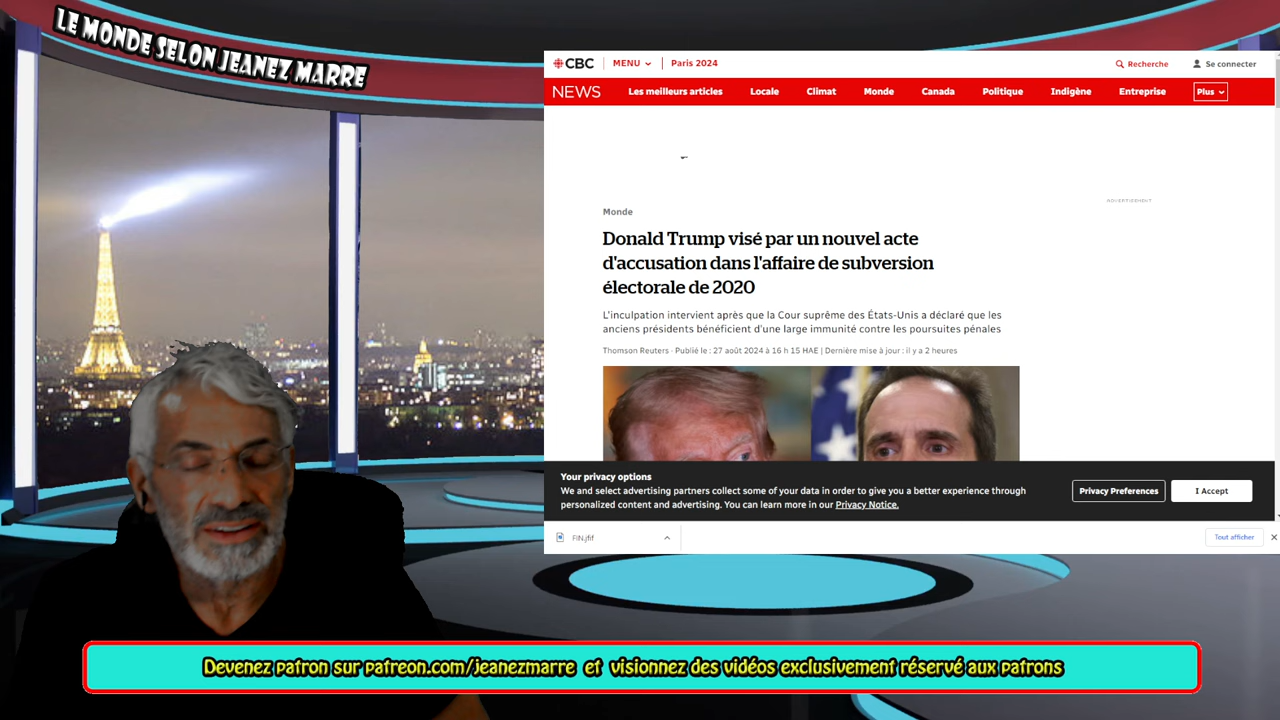 LE MONDE SELON JEANEZ MARRE
CBC MENU Paris 2024 Recherche Se connecter
NEWS Les meilleurs articles Locale Climat Monde Canada Politique Indigène Entreprise Plus
ADVERTISEMENT
Monde
Donald Trump visé par un nouvel acte
d'accusation dans l'affaire de subversion
électorale de 2020
L'inculpation intervient après que la Cour suprême des États-Unis a déclaré que les
anciens présidents bénéficient d'une large immunité contre les poursuites pénales
Thomson Reuters · Publié le : 27 août 2024 à 16 h 15 HAE | Dernière mise à jour : il y a 2 heures
Your privacy options
We and select advertising partners collect some of your data in order to give you a better experience through
personalized content and advertising. You can learn more in our Privacy Notice.
Privacy Preferences I Accept
FIN.jfif Tout afficher
Devenez patron sur patreon.com/jeanezmarre et visionnez des vidéos exclusivement réservé aux patrons